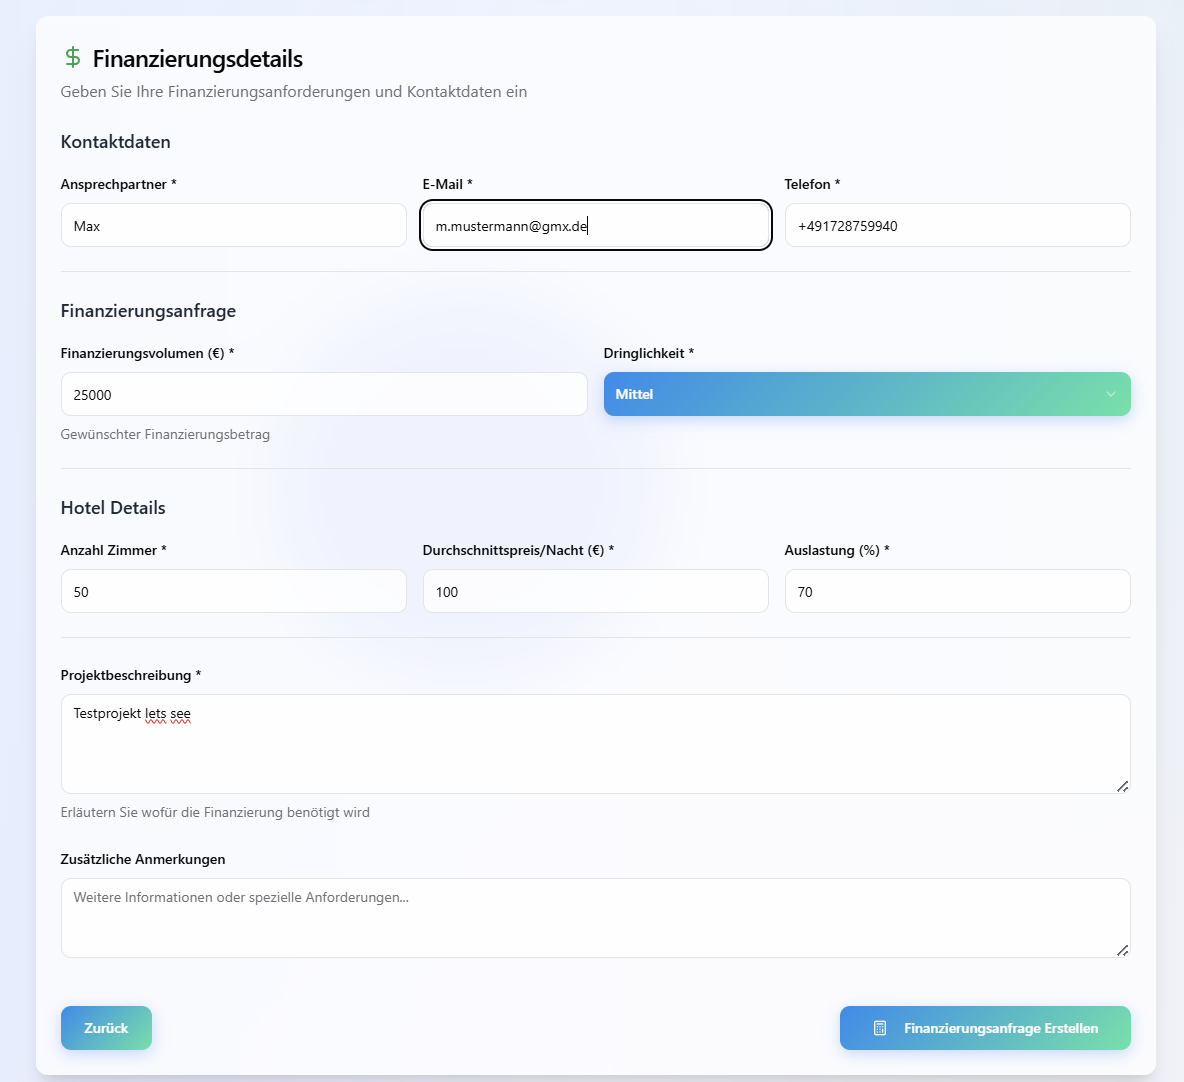 $ Finanzierungsdetails
Geben Sie Ihre Finanzierungsanforderungen und Kontaktdaten ein
Kontaktdaten
Ansprechpartner * E-Mail * Telefon *
Max m.mustermann@gmx.de +491728759940
Finanzierungsanfrage
Finanzierungsvolumen (€) * Dringlichkeit *
25000 Mittel
Gewünschter Finanzierungsbetrag
Hotel Details
Anzahl Zimmer * Durchschnittspreis/Nacht (€) * Auslastung (%) *
50 100 70
Projektbeschreibung *
Testprojekt lets see
Erläutern Sie wofür die Finanzierung benötigt wird
Zusätzliche Anmerkungen
Weitere Informationen oder spezielle Anforderungen...
Zurück Finanzierungsanfrage Erstellen